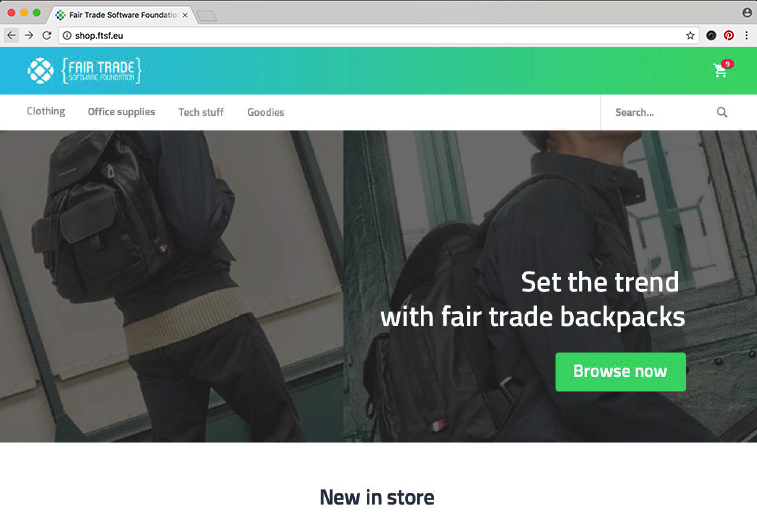 Fair Trade Software Foundation
shop.ftsf.eu
{FAIR TRADE
SOFTWARE FOUNDATION}
9
Clothing Office supplies Tech stuff Goodies Search...
Set the trend
with fair trade backpacks
Browse now
New in store